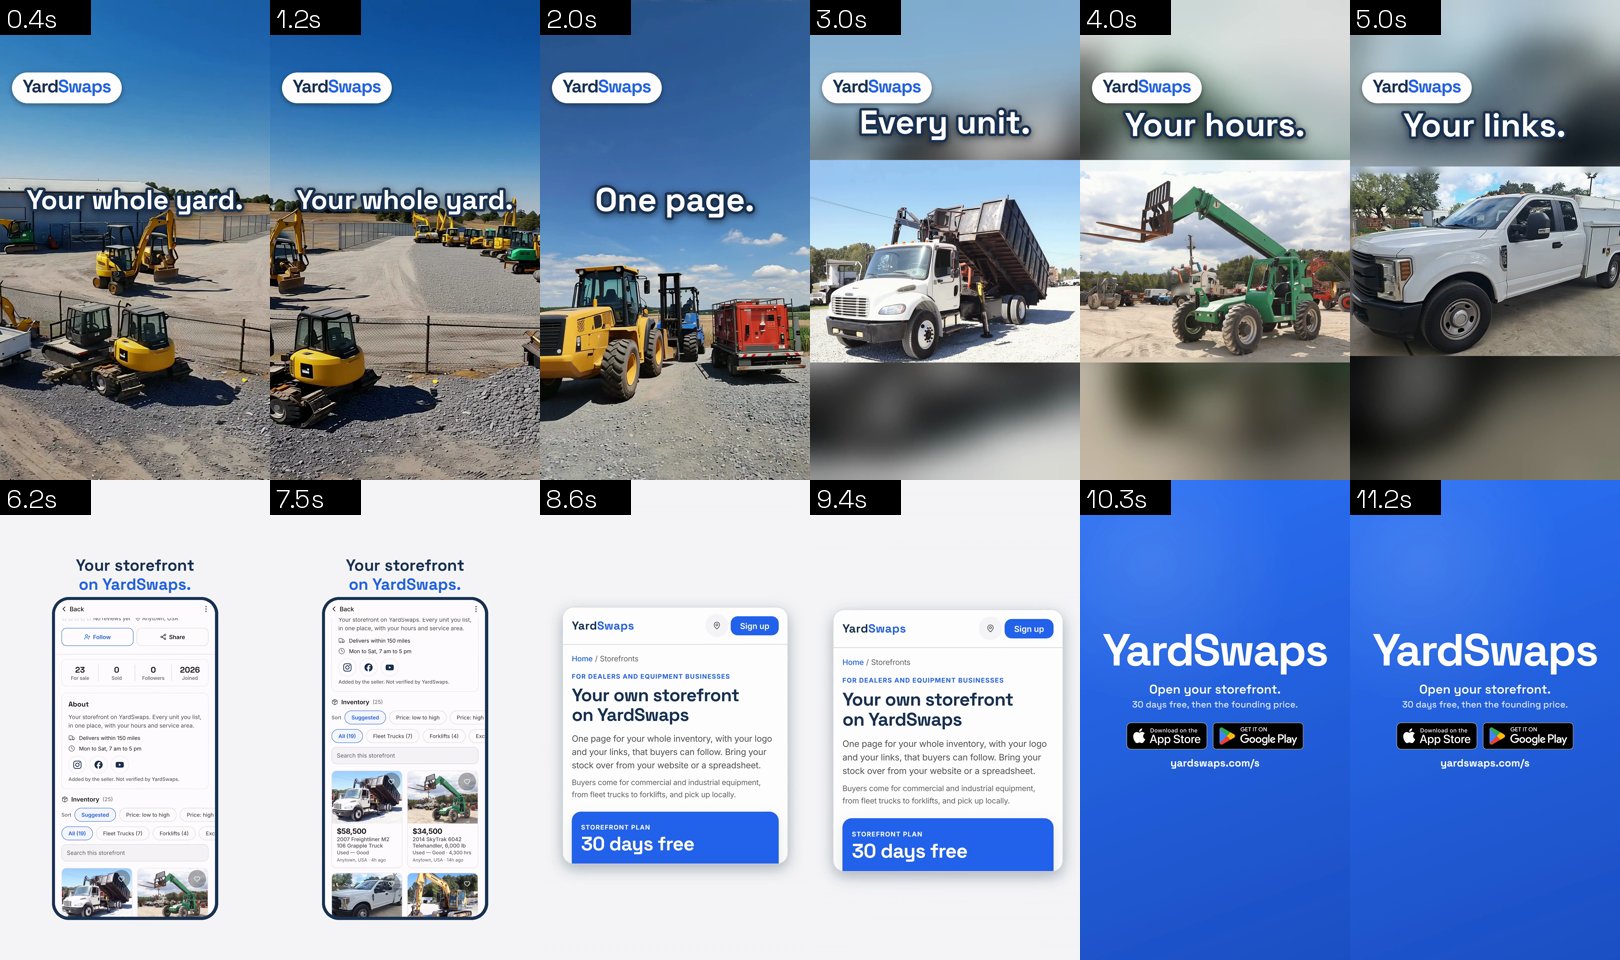 0.4s
YardSwaps
Your whole yard.
1.2s
YardSwaps
Your whole yard.
2.0s
YardSwaps
One page.
3.0s
YardSwaps
Every unit.
4.0s
YardSwaps
Your hours.
5.0s
YardSwaps
Your links.
6.2s
Your storefront
on YardSwaps.
Back
Follow
Share
23
For sale
0
Sold
0
Followers
2026
Joined
About
Your storefront on YardSwaps. Every unit you list,
in one place, with your hours and service area.
Delivers within 150 miles
Mon to Sat, 7 am to 5 pm
Added by the seller. Not verified by YardSwaps.
Inventory (25)
Sort
Suggested
Price: low to high
Price: high
All (19)
Fleet Trucks (7)
Forklifts (4)
Exc
Search this storefront
7.5s
Your storefront
on YardSwaps.
Back
Your storefront on YardSwaps. Every unit you list,
in one place, with your hours and service area.
Delivers within 150 miles
Mon to Sat, 7 am to 5 pm
Added by the seller. Not verified by YardSwaps.
Inventory (25)
Sort
Suggested
Price: low to high
Price: high
All (19)
Fleet Trucks (7)
Forklifts (4)
Exc
Search this storefront
$58,500
2007 Freightliner M2
106 Grapple Truck
Used — Good
Anytown, USA · 4h ago
$34,500
2014 SkyTrak 6042
Telehandler, 6,000 lb
Used — Good · 4,300 hrs
Anytown, USA · 14h ago
8.6s
YardSwaps
Sign up
Home / Storefronts
FOR DEALERS AND EQUIPMENT BUSINESSES
Your own storefront
on YardSwaps
One page for your whole inventory, with your logo
and your links, that buyers can follow. Bring your
stock over from your website or a spreadsheet.
Buyers come for commercial and industrial equipment,
from fleet trucks to forklifts, and pick up locally.
STOREFRONT PLAN
30 days free
9.4s
YardSwaps
Sign up
Home / Storefronts
FOR DEALERS AND EQUIPMENT BUSINESSES
Your own storefront
on YardSwaps
One page for your whole inventory, with your logo
and your links, that buyers can follow. Bring your
stock over from your website or a spreadsheet.
Buyers come for commercial and industrial equipment,
from fleet trucks to forklifts, and pick up locally.
STOREFRONT PLAN
30 days free
10.3s
YardSwaps
Open your storefront.
30 days free, then the founding price.
Download on the
App Store
GET IT ON
Google Play
yardswaps.com/s
11.2s
YardSwaps
Open your storefront.
30 days free, then the founding price.
Download on the
App Store
GET IT ON
Google Play
yardswaps.com/s